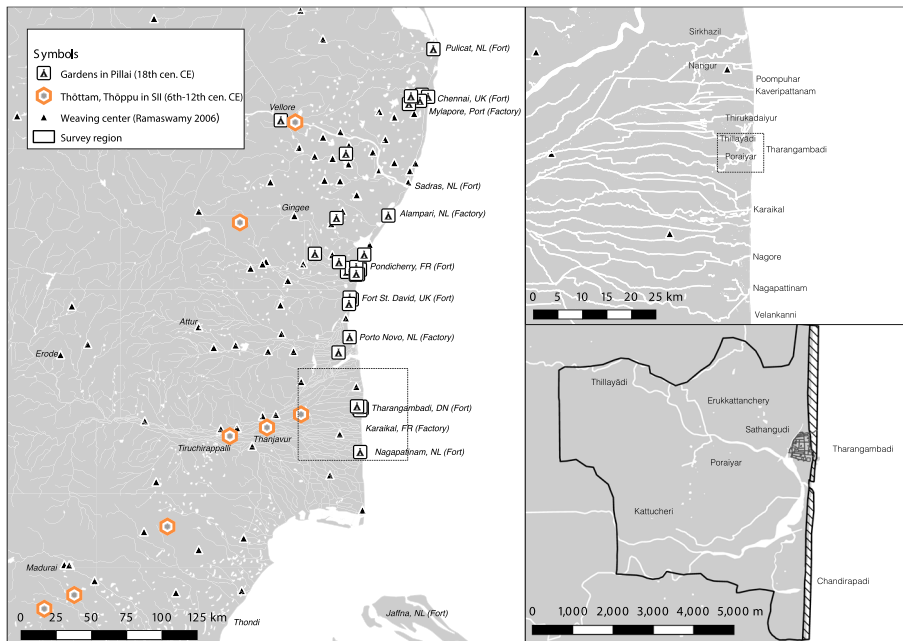 Symbols
Gardens in Pillai (18th cen. CE)
Thōttam, Thōppu in SII (6th-12th cen. CE)
Weaving center (Ramaswamy 2006)
Survey region
Pulicat, NL (Fort)
Chennai, UK (Fort)
Mylapore, Port (Factory)
Vellore
Sadras, NL (Fort)
Gingee
Alampari, NL (Factory)
Pondicherry, FR (Fort)
Fort St. David, UK (Fort)
Attur
Porto Novo, NL (Factory)
Erode
Tharangambadi, DN (Fort)
Karaikal, FR (Factory)
Thanjavur
Tiruchirappalli
Nagapatinam, NL (Fort)
Madurai
Thondi
Jaffna, NL (Fort)
0 25 50 75 100 125 km
Sirkhazil
Nangur
Poompuhar
Kaveripattanam
Thirukadaiyur
Thillayādi
Tharangambadi
Poraiyar
Karaikal
Nagore
Nagapattinam
Velankanni
0 5 10 15 20 25 km
Thillayādi
Erukkattanchery
Sathangudi
Tharangambadi
Poraiyar
Kattucheri
Chandirapadi
0 1,000 2,000 3,000 4,000 5,000 m